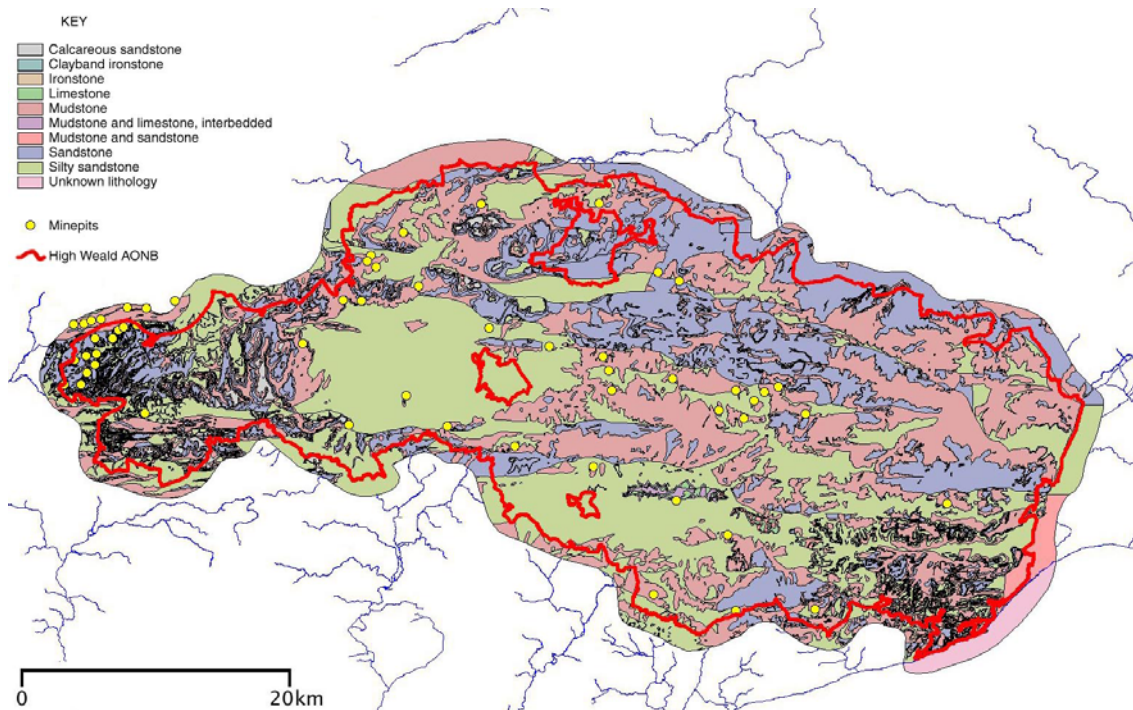 KEY
Calcareous sandstone
Clayband ironstone
Ironstone
Limestone
Mudstone
Mudstone and limestone, interbedded
Mudstone and sandstone
Sandstone
Silty sandstone
Unknown lithology
Minepits
High Weald AONB
0 20km